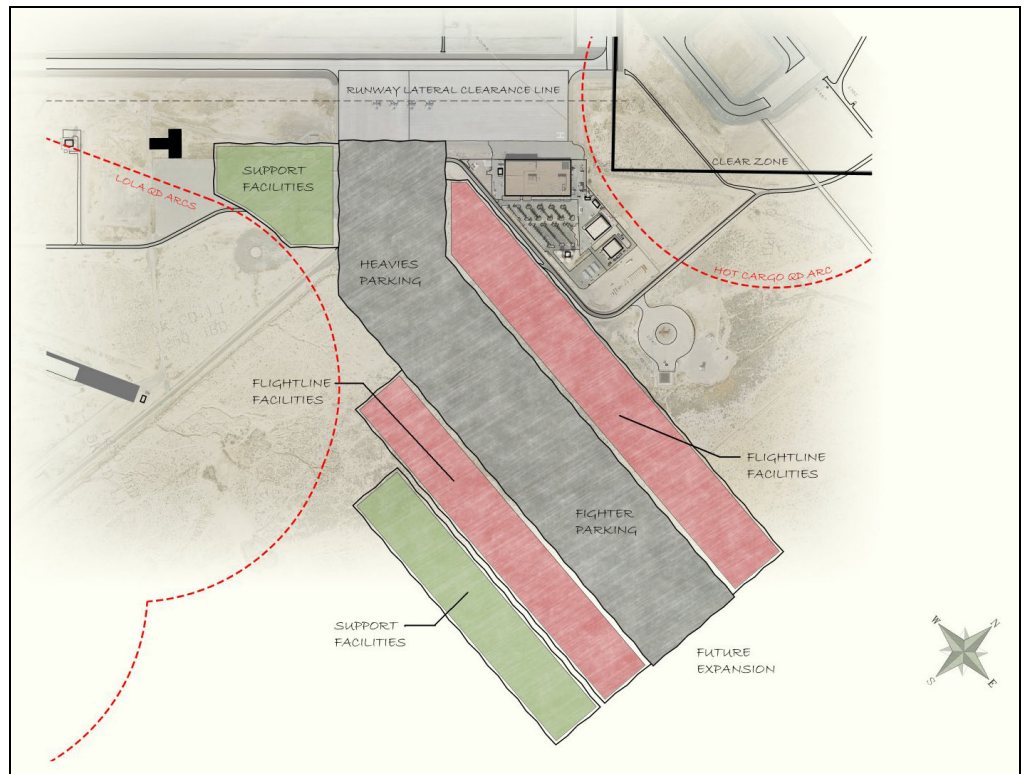 RUNWAY LATERAL CLEARANCE LINE
CLEAR ZONE
SUPPORT
FACILITIES
LOLA QD ARCS
HEAVIES
PARKING
HOT CARGO QD ARC
FLIGHTLINE
FACILITIES
FLIGHTLINE
FACILITIES
FIGHTER
PARKING
SUPPORT
FACILITIES
FUTURE
EXPANSION
W
N
S
E